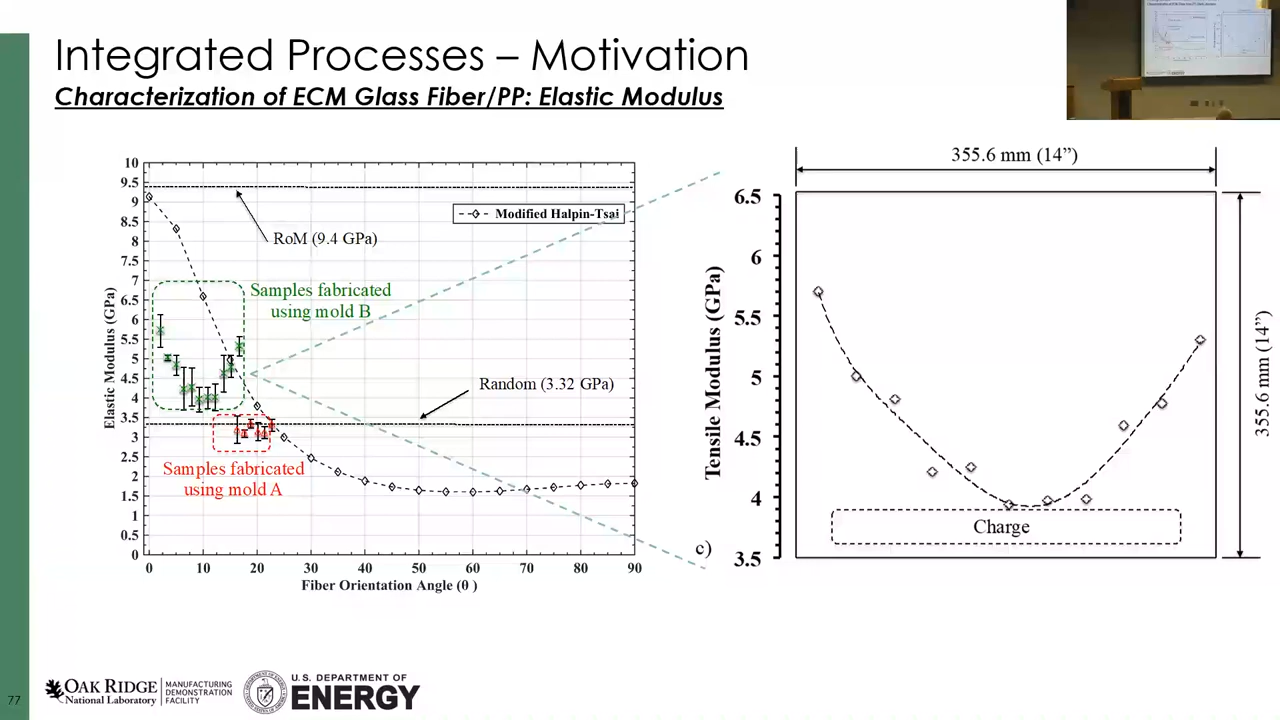 Integrated Processes – Motivation
Characterization of ECM Glass Fiber/PP: Elastic Modulus
10
9.5
9
8.5
8
7.5
7
6.5
6
5.5
5
4.5
4
3.5
3
2.5
2
1.5
1
0.5
0
Elastic Modulus (GPa)
Modified Halpin-Tsai
RoM (9.4 GPa)
Samples fabricated
using mold B
Random (3.32 GPa)
Samples fabricated
using mold A
0 10 20 30 40 50 60 70 80 90
Fiber Orientation Angle (θ )
355.6 mm (14”)
6.5
6
5.5
5
4.5
4
3.5
Tensile Modulus (GPa)
Charge
c)
355.6 mm (14”)
77
OAK RIDGE
National Laboratory
MANUFACTURING
DEMONSTRATION
FACILITY
U.S. DEPARTMENT OF
ENERGY